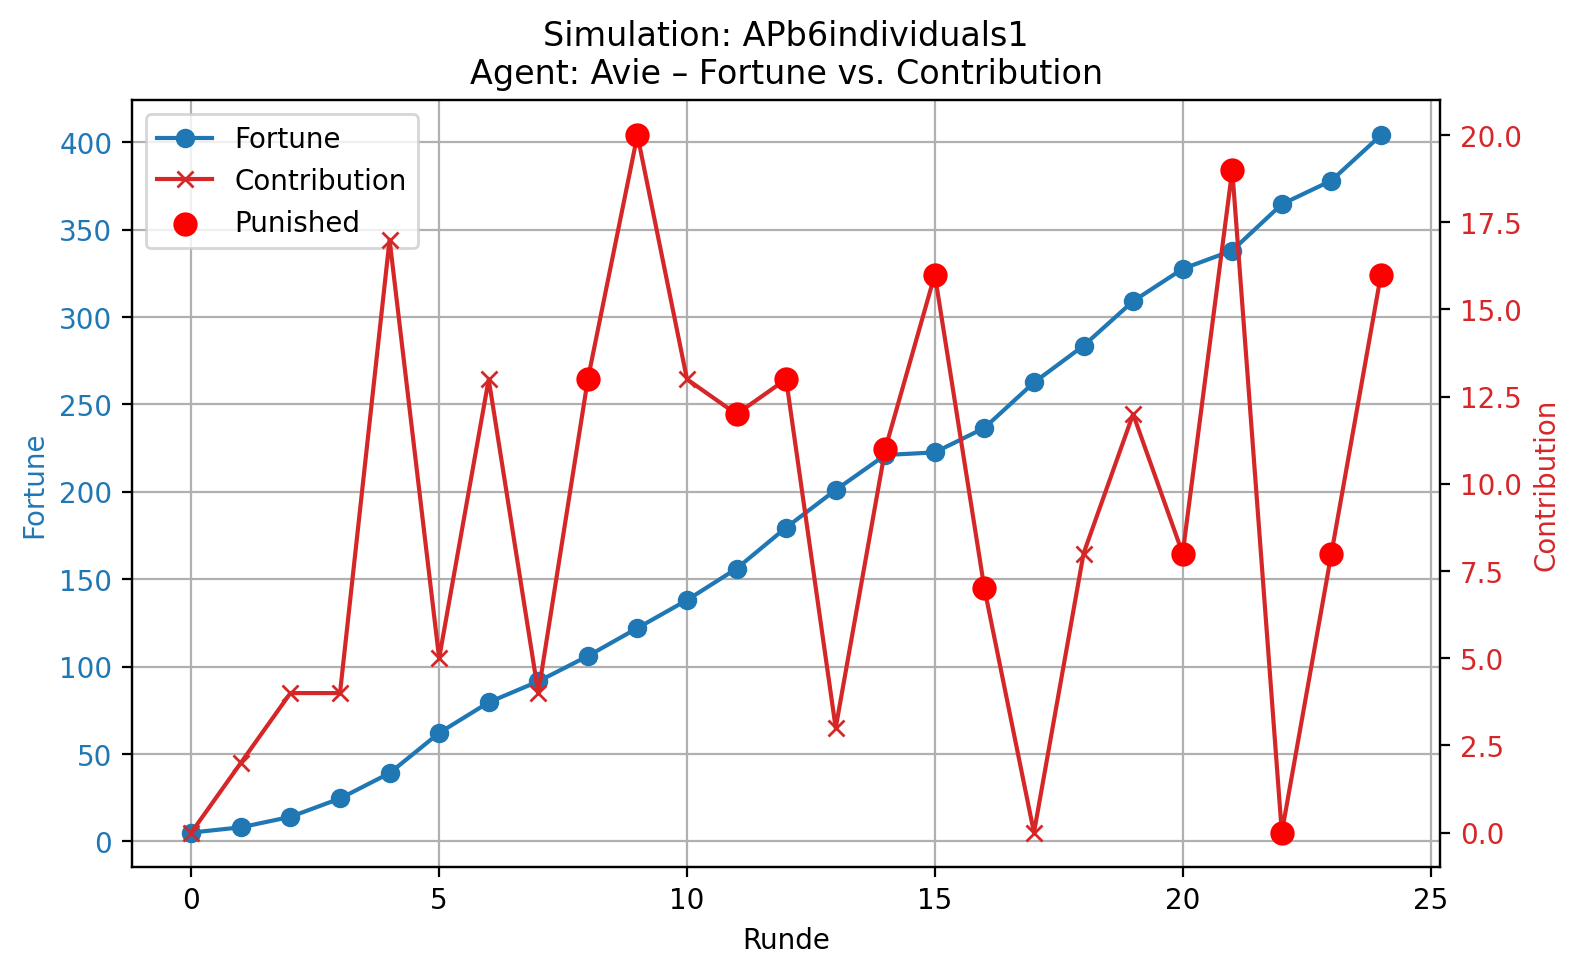 Simulation: APb6individuals1
Agent: Avie – Fortune vs. Contribution
Fortune
Contribution
Punished
400
350
300
250
200
150
100
50
0
Fortune
20.0
17.5
15.0
12.5
10.0
7.5
5.0
2.5
0.0
Contribution
0 5 10 15 20 25
Runde